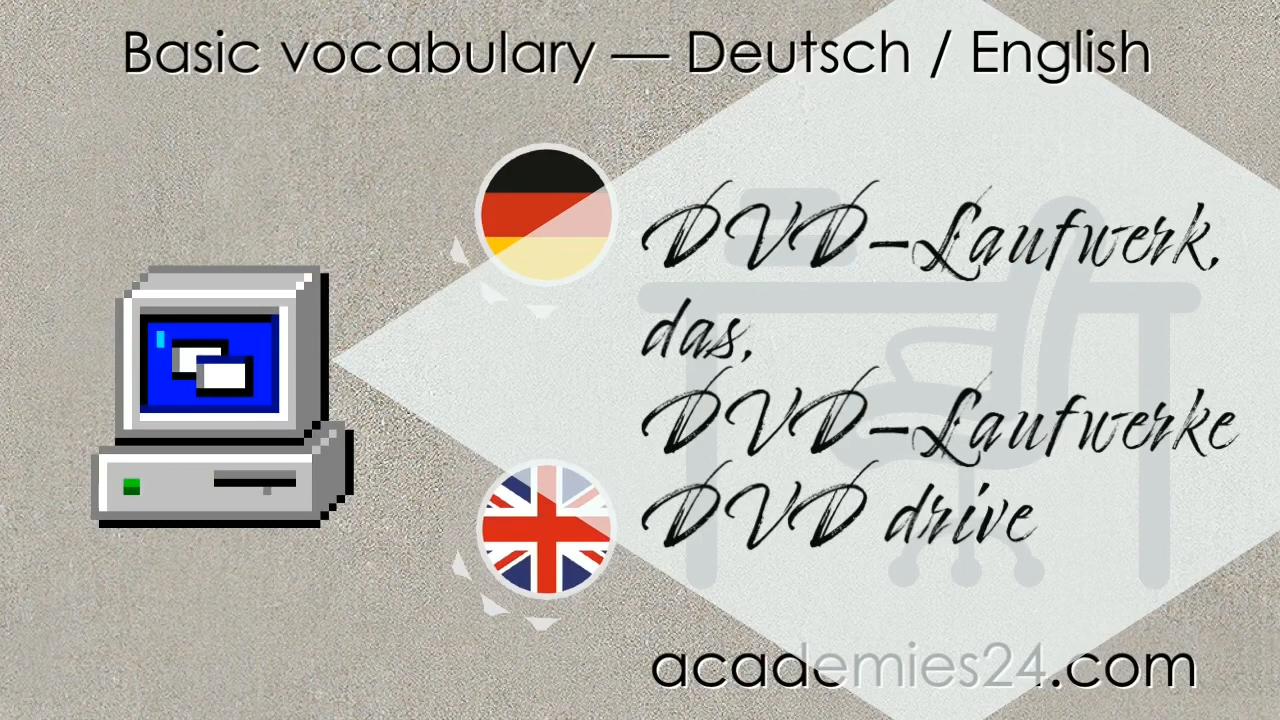 Basic vocabulary — Deutsch / English
DVD-Laufwerk,
das,
DVD-Laufwerke
DVD drive
academies24.com